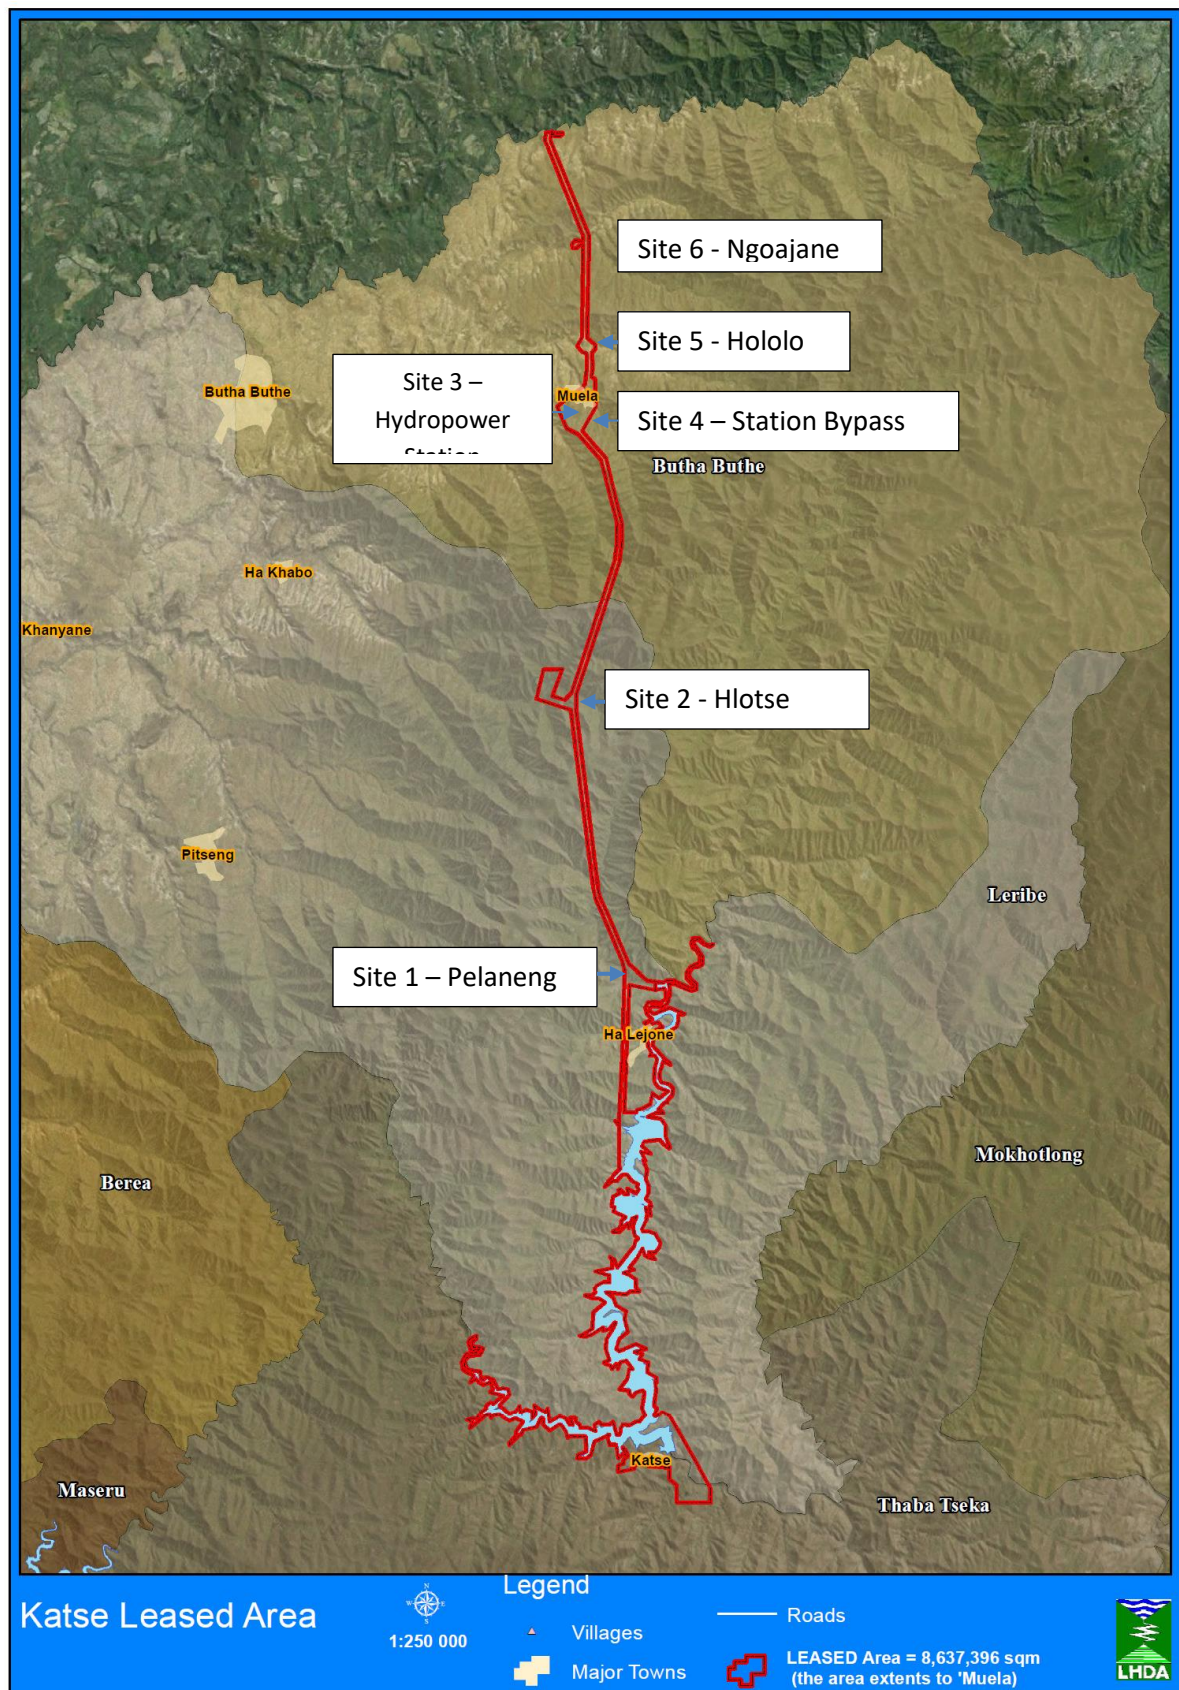 Site 6 - Ngoajane
Site 5 - Hololo
Site 3 –
Hydropower
Station
Muela
Site 4 – Station Bypass
Butha Buthe
Butha Buthe
Ha Khabo
Khanyane
Site 2 - Hlotse
Pitseng
Leribe
Site 1 – Pelaneng
Ha Lejone
Mokhotlong
Berea
Katse
Maseru
Thaba Tseka
Katse Leased Area
N
W
E
S
1:250 000
Legend
Villages
Major Towns
Roads
LEASED Area = 8,637,396 sqm
(the area extents to 'Muela)
LHDA